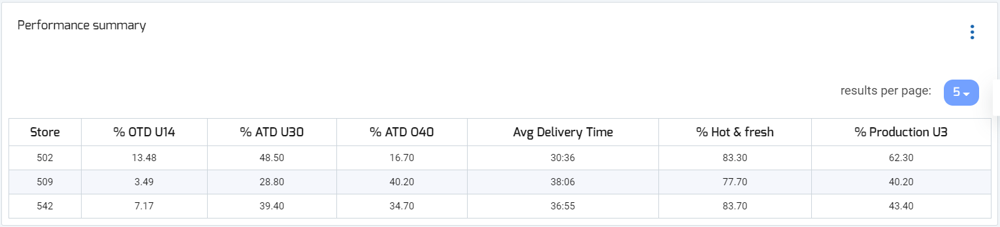 Performance summary
results per page: 5
Store % OTD U14 % ATD U30 % ATD O40 Avg Delivery Time % Hot & fresh % Production U3
502 13.48 48.50 16.70 30:36 83.30 62.30
509 3.49 28.80 40.20 38:06 77.70 40.20
542 7.17 39.40 34.70 36:55 83.70 43.40